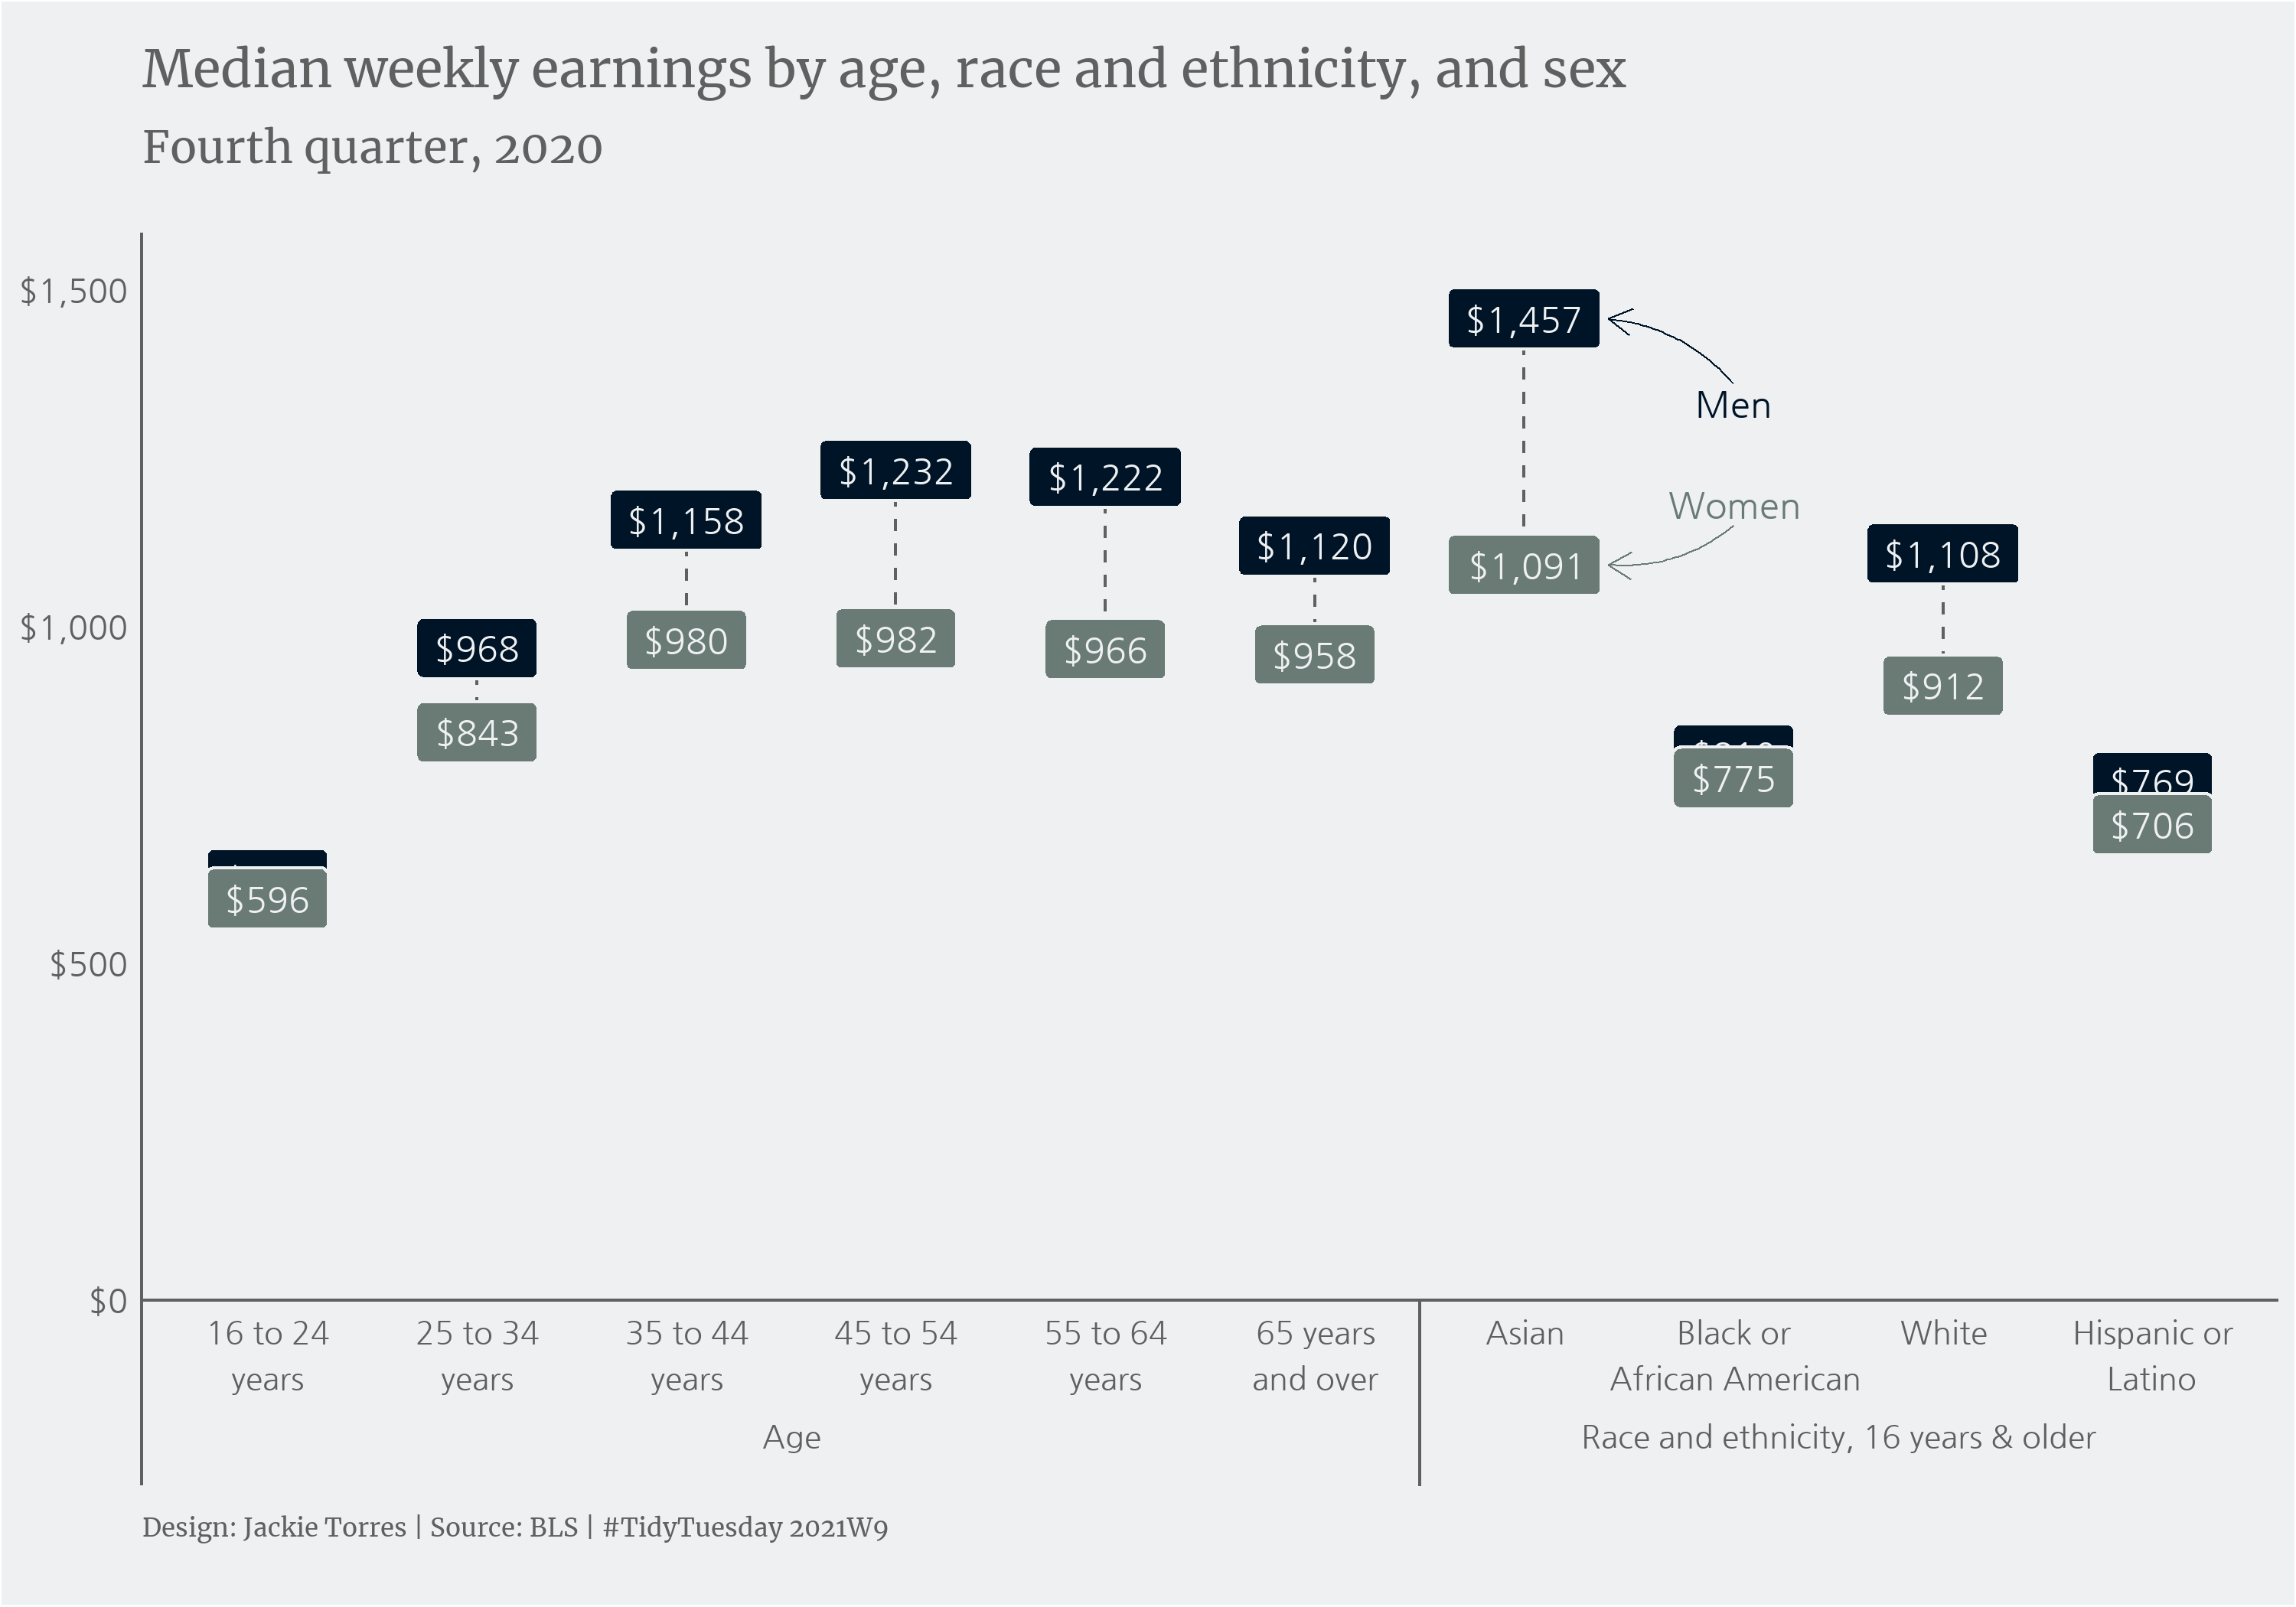 Median weekly earnings by age, race and ethnicity, and sex
Fourth quarter, 2020
$1,500
$1,000
$500
$0
$596
$968
$843
$1,158
$980
$1,232
$982
$1,222
$966
$1,120
$958
$1,457
$1,091
Men
Women
$775
$1,108
$912
$769
$706
16 to 24
years
25 to 34
years
35 to 44
years
45 to 54
years
55 to 64
years
65 years
and over
Asian
Black or
African American
White
Hispanic or
Latino
Age
Race and ethnicity, 16 years & older
Design: Jackie Torres | Source: BLS | #TidyTuesday 2021W9